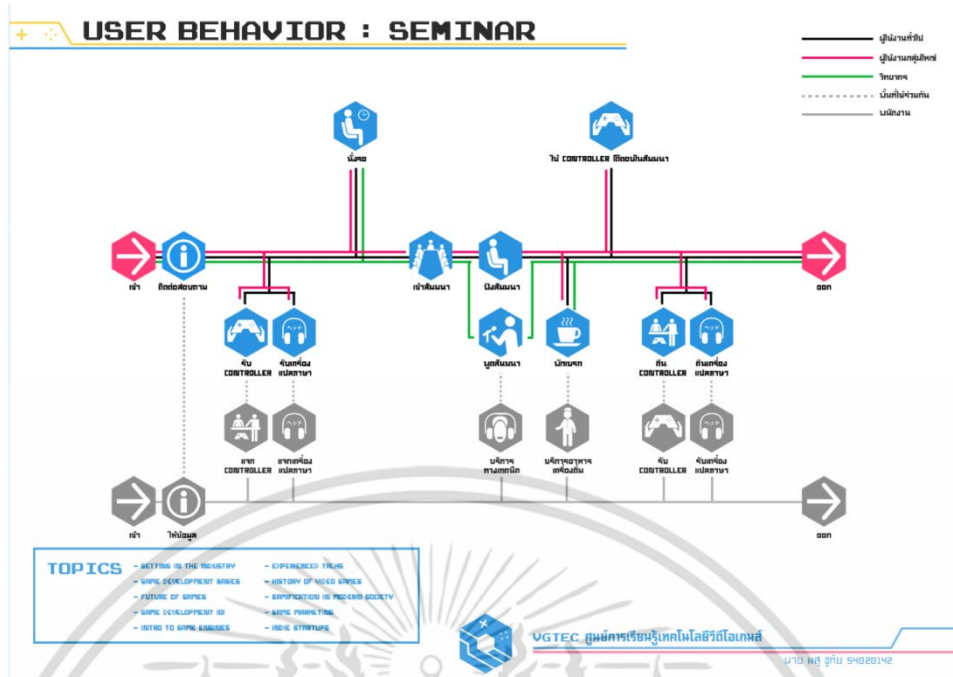 USER BEHAVIOR : SEMINAR
ผู้ใช้งานทั่วไป
ผู้ใช้งานกลุ่มใหญ่
วิทยากร
พื้นที่ใช้ร่วมกัน
พนักงาน
นั่งรอ
ใช้ CONTROLLER โต้ตอบในสัมมนา
เข้า
ติดต่อสอบถาม
เข้าสัมมนา
ฟังสัมมนา
ออก
รับ
CONTROLLER
รับเครื่อง
แปลภาษา
พูดสัมมนา
พักเบรก
คืน
CONTROLLER
คืนเครื่อง
แปลภาษา
แจก
CONTROLLER
แจกเครื่อง
แปลภาษา
บริการ
ทางเทคนิค
บริการอาหาร
เครื่องดื่ม
รับ
CONTROLLER
รับเครื่อง
แปลภาษา
เข้า
ให้ข้อมูล
ออก
TOPICS
- GETTING IN THE INDUSTRY
- GAME DEVELOPMENT BASICS
- FUTURE OF GAMES
- GAME DEVELOPMENT 101
- INTRO TO GAME ENGINES
- EXPERIENCED TALKS
- HISTORY OF VIDEO GAMES
- GAMIFICATION IN MODERN SOCIETY
- GAME MARKETING
- INDIE STARTUPS
VGTEC ศูนย์การเรียนรู้เทคโนโลยีวีดีโอเกมส์
นาย พสุ ชูทับ 54020142